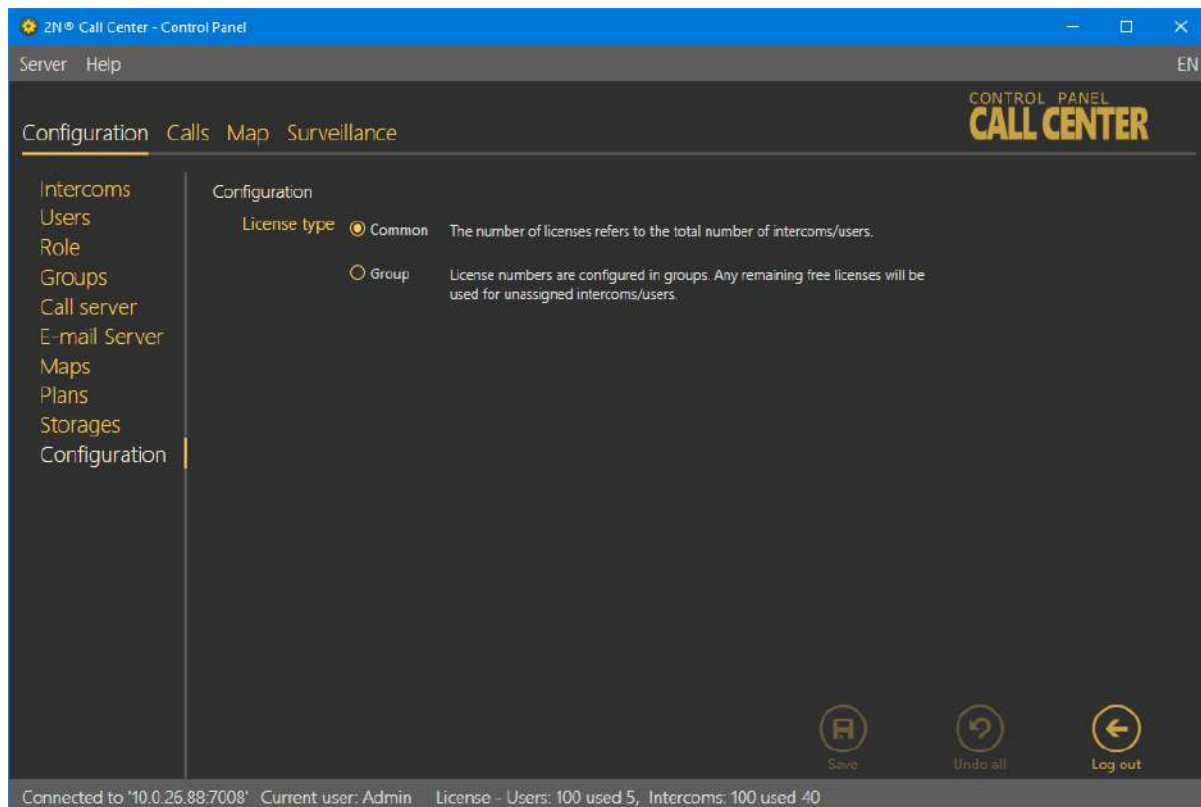 2N® Call Center - Control Panel
Server Help EN
CONTROL PANEL
CALL CENTER
Configuration Calls Map Surveillance
Intercoms
Users
Role
Groups
Call server
E-mail Server
Maps
Plans
Storages
Configuration
Configuration
License type Common The number of licenses refers to the total number of intercoms/users.
Group License numbers are configured in groups. Any remaining free licenses will be
used for unassigned intercoms/users.
Save Undo all Log out
Connected to '10.0.26.88:7008' Current user: Admin License - Users: 100 used 5, Intercoms: 100 used 40